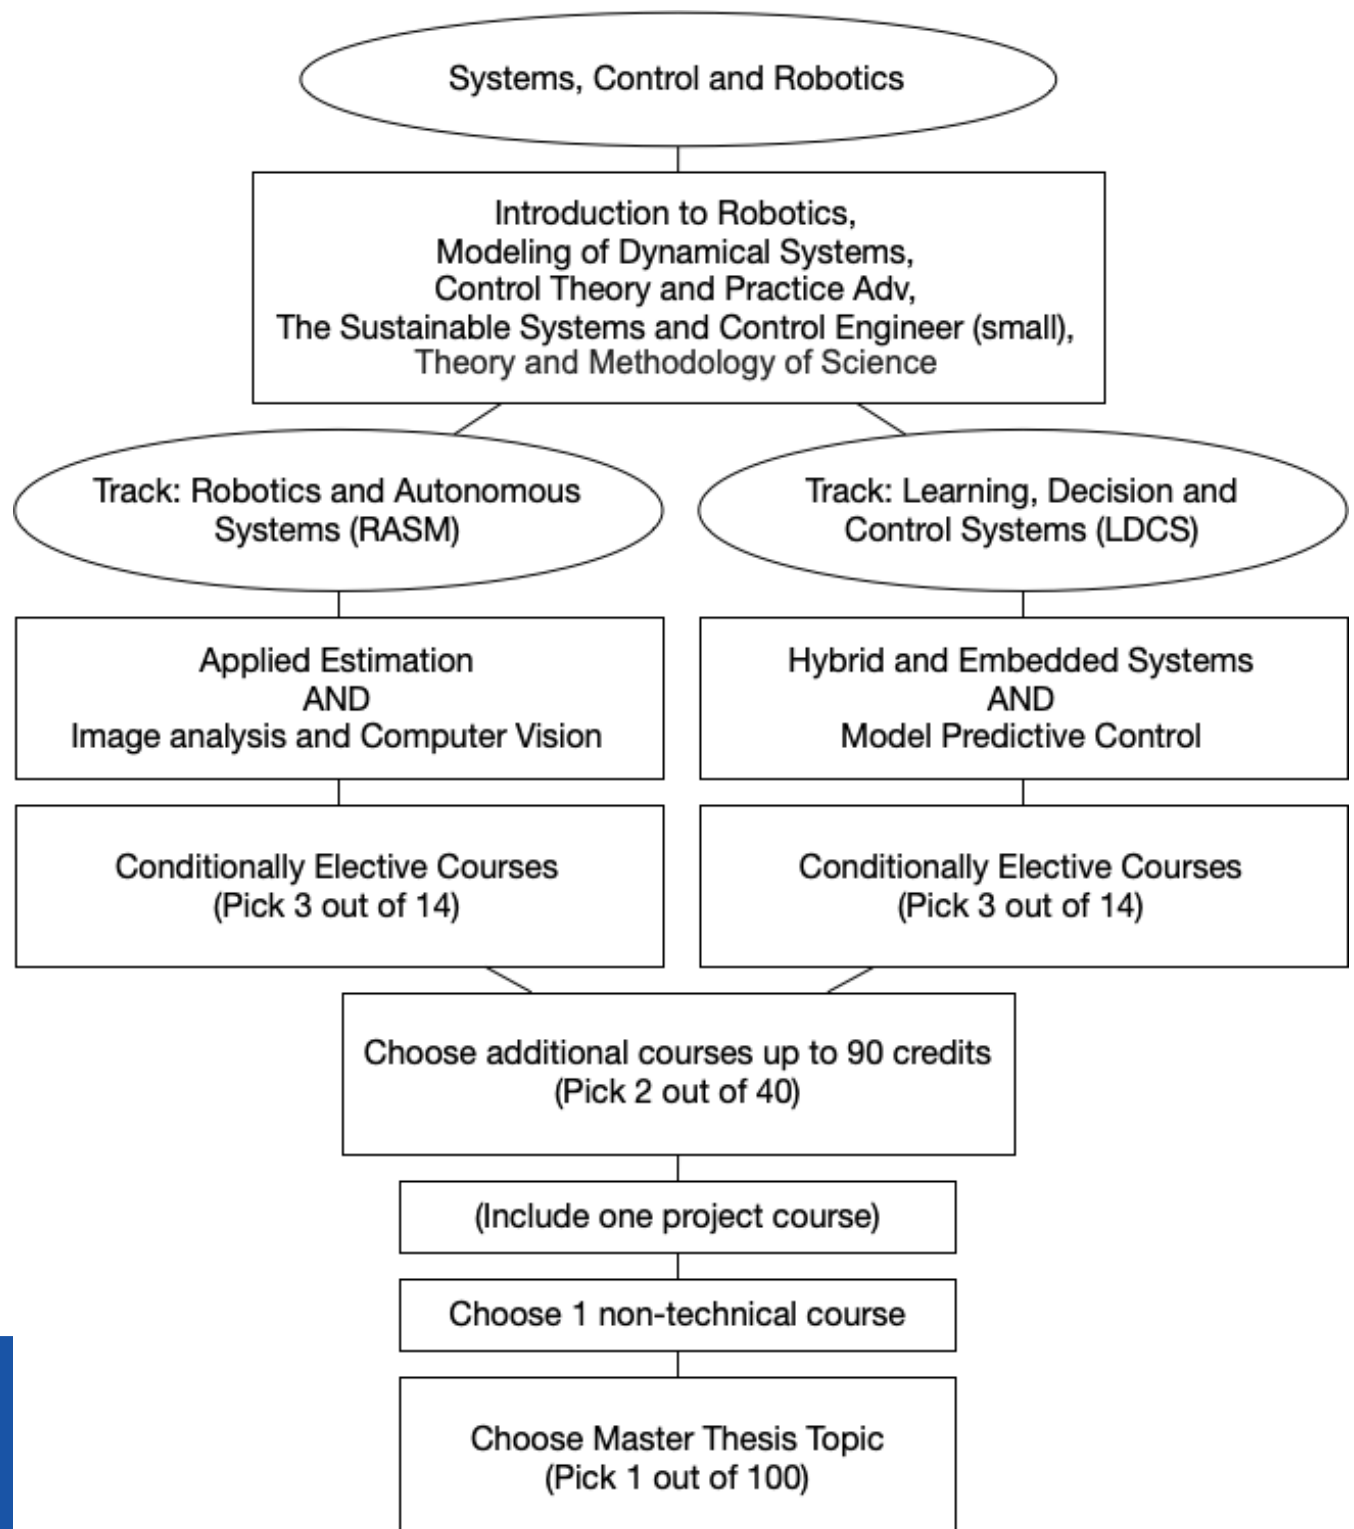 Systems, Control and Robotics
Introduction to Robotics,
Modeling of Dynamical Systems,
Control Theory and Practice Adv,
The Sustainable Systems and Control Engineer (small),
Theory and Methodology of Science
Track: Robotics and Autonomous
Systems (RASM)
Track: Learning, Decision and
Control Systems (LDCS)
Applied Estimation
AND
Image analysis and Computer Vision
Hybrid and Embedded Systems
AND
Model Predictive Control
Conditionally Elective Courses
(Pick 3 out of 14)
Conditionally Elective Courses
(Pick 3 out of 14)
Choose additional courses up to 90 credits
(Pick 2 out of 40)
(Include one project course)
Choose 1 non-technical course
Choose Master Thesis Topic
(Pick 1 out of 100)